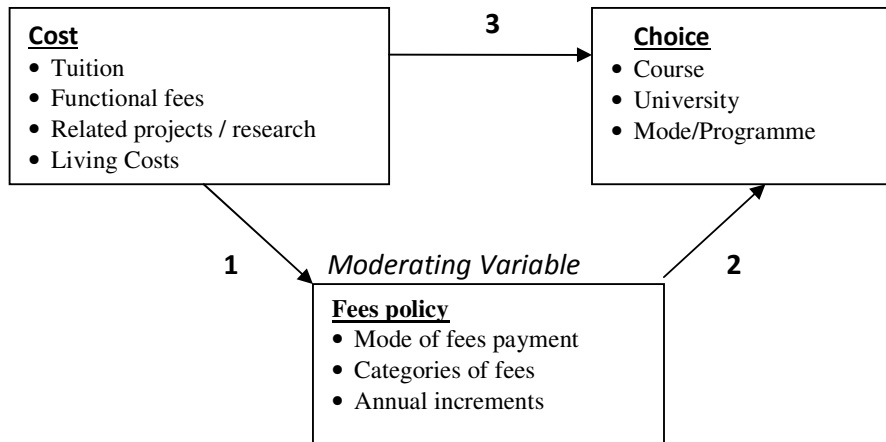 Cost
• Tuition
• Functional fees
• Related projects / research
• Living Costs
3
Choice
• Course
• University
• Mode/Programme
1
Moderating Variable
2
Fees policy
• Mode of fees payment
• Categories of fees
• Annual increments